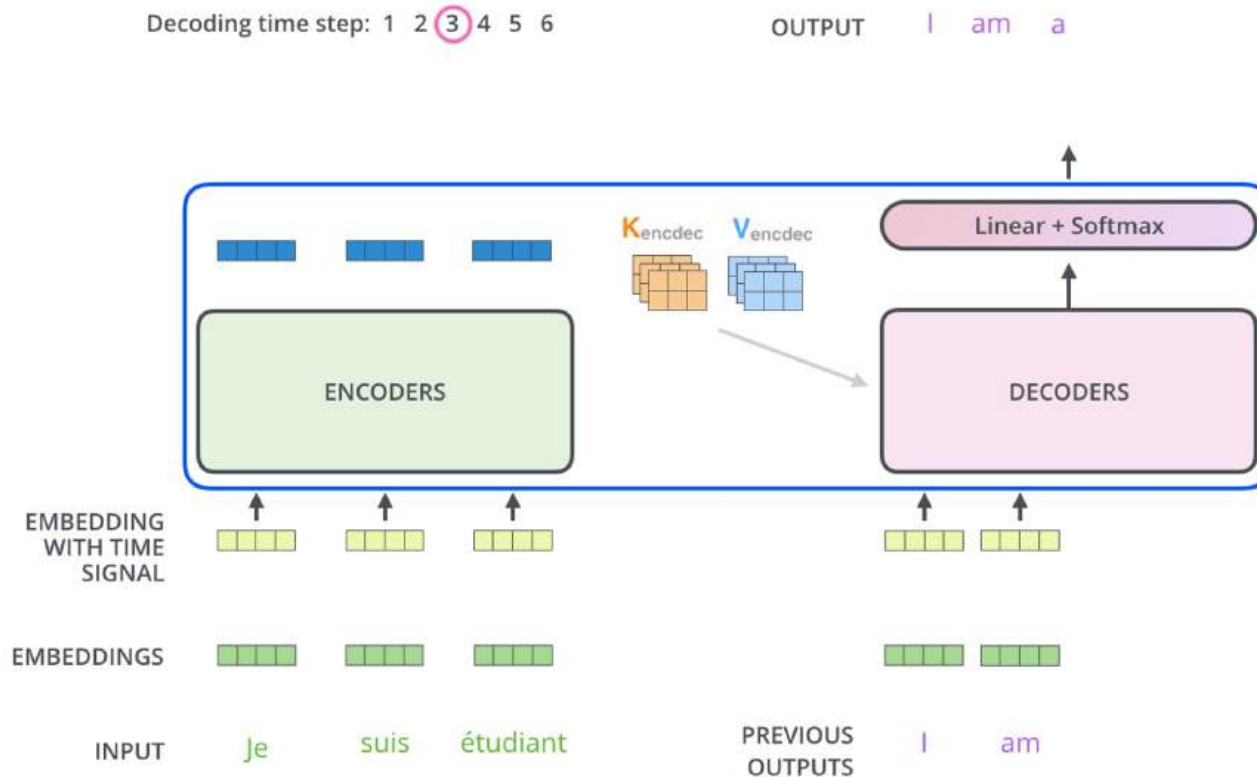 Decoding time step: 1 2 3 4 5 6
OUTPUT I am a
Kencdec Vencdec
Linear + Softmax
ENCODERS
DECODERS
EMBEDDING
WITH TIME
SIGNAL
EMBEDDINGS
INPUT Je suis étudiant
PREVIOUS
OUTPUTS
I am